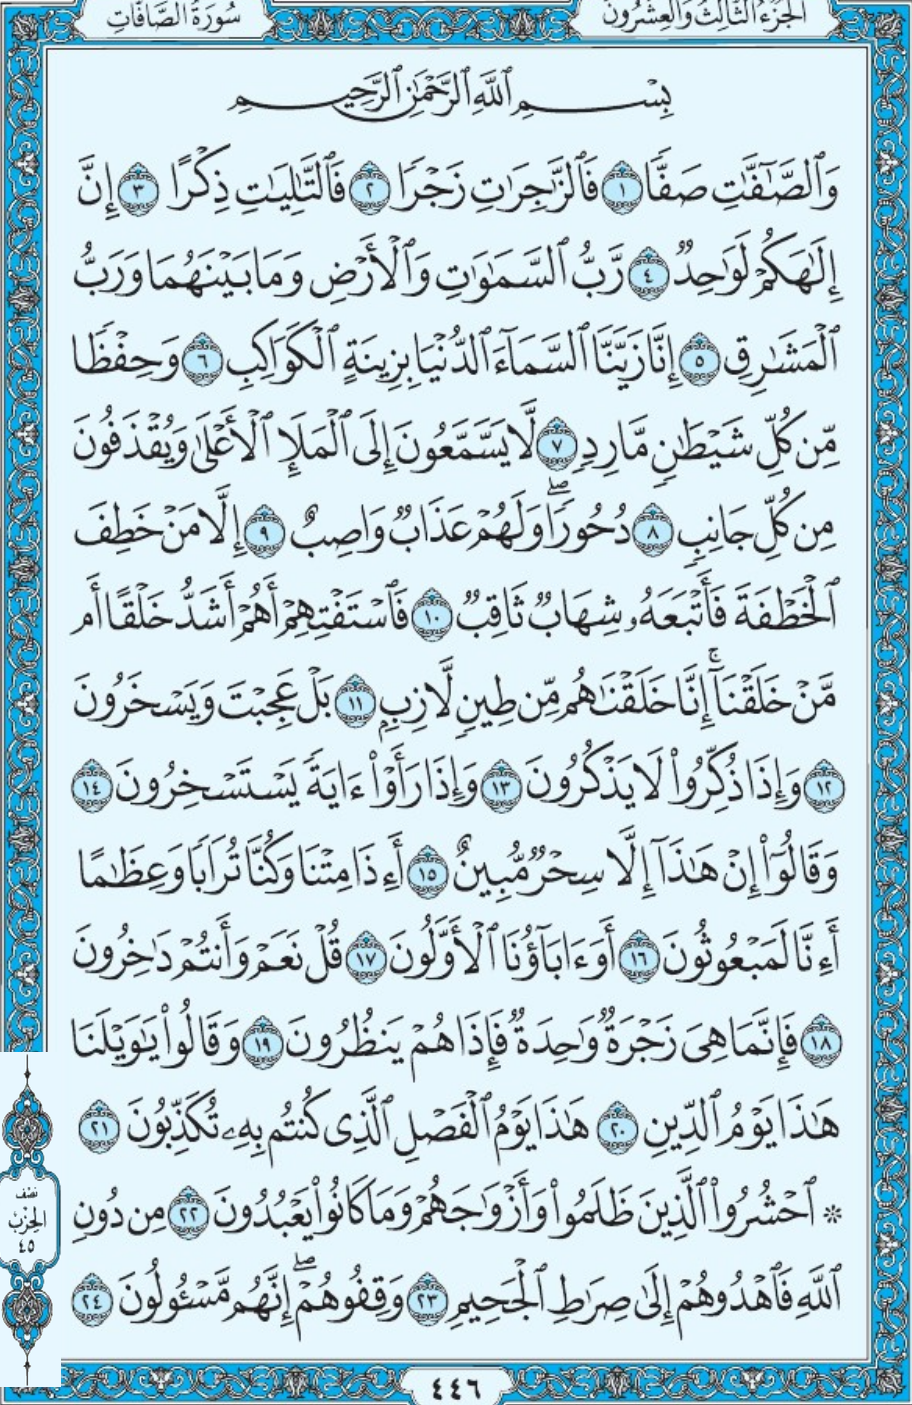 الجُزْءُ الثَّالِثُ وَالعِشْرُونَ
سُورَةُ الصَّافَّاتِ
بِسْمِ ٱللَّهِ ٱلرَّحْمَٰنِ ٱلرَّحِيمِ
وَٱلصَّٰٓفَّٰتِ صَفًّا ١ فَٱلزَّٰجِرَٰتِ زَجْرًا ٢ فَٱلتَّٰلِيَٰتِ ذِكْرًا ٣ إِنَّ
إِلَٰهَكُمْ لَوَٰحِدٌ ٤ رَّبُّ ٱلسَّمَٰوَٰتِ وَٱلْأَرْضِ وَمَا بَيْنَهُمَا وَرَبُّ
ٱلْمَشَٰرِقِ ٥ إِنَّا زَيَّنَّا ٱلسَّمَآءَ ٱلدُّنْيَا بِزِينَةٍ ٱلْكَوَاكِبِ ٦ وَحِفْظًا
مِّن كُلِّ شَيْطَٰنٍ مَّارِدٍ ٧ لَّا يَسَّمَّعُونَ إِلَى ٱلْمَلَإِ ٱلْأَعْلَىٰ وَيُقْذَفُونَ
مِن كُلِّ جَانِبٍ ٨ دُحُورًا ۖ وَلَهُمْ عَذَابٌ وَاصِبٌ ٩ إِلَّا مَنْ خَطِفَ
ٱلْخَطْفَةَ فَأَتْبَعَهُۥ شِهَابٌ ثَاقِبٌ ١٠ فَٱسْتَفْتِهِمْ أَهُمْ أَشَدُّ خَلْقًا أَم
مَّنْ خَلَقْنَآ ۚ إِنَّا خَلَقْنَٰهُم مِّن طِينٍ لَّازِبٍ ١١ بَلْ عَجِبْتَ وَيَسْخَرُونَ
١٢ وَإِذَا ذُكِّرُوا۟ لَا يَذْكُرُونَ ١٣ وَإِذَا رَأَوْا۟ ءَايَةً يَسْتَسْخِرُونَ ١٤
وَقَالُوٓا۟ إِنْ هَٰذَآ إِلَّا سِحْرٌ مُّبِينٌ ١٥ أَءِذَا مِتْنَا وَكُنَّا تُرَابًا وَعِظَٰمًا
أَءِنَّا لَمَبْعُوثُونَ ١٦ أَوَءَابَآؤُنَا ٱلْأَوَّلُونَ ١٧ قُلْ نَعَمْ وَأَنتُمْ دَٰخِرُونَ
١٨ فَإِنَّمَا هِىَ زَجْرَةٌ وَٰحِدَةٌ فَإِذَا هُمْ يَنظُرُونَ ١٩ وَقَالُوا۟ يَٰوَيْلَنَا
هَٰذَا يَوْمُ ٱلدِّينِ ٢٠ هَٰذَا يَوْمُ ٱلْفَصْلِ ٱلَّذِى كُنتُم بِهِۦ تُكَذِّبُونَ ٢١
* ٱحْشُرُوا۟ ٱلَّذِينَ ظَلَمُوا۟ وَأَزْوَٰجَهُمْ وَمَا كَانُوا۟ يَعْبُدُونَ ٢٢ مِن دُونِ
ٱللَّهِ فَٱهْدُوهُمْ إِلَىٰ صِرَٰطِ ٱلْجَحِيمِ ٢٣ وَقِفُوهُمْ ۖ إِنَّهُم مَّسْـُٔولُونَ ٢٤
نصف
الحِزْبُ
٤٥
٤٤٦